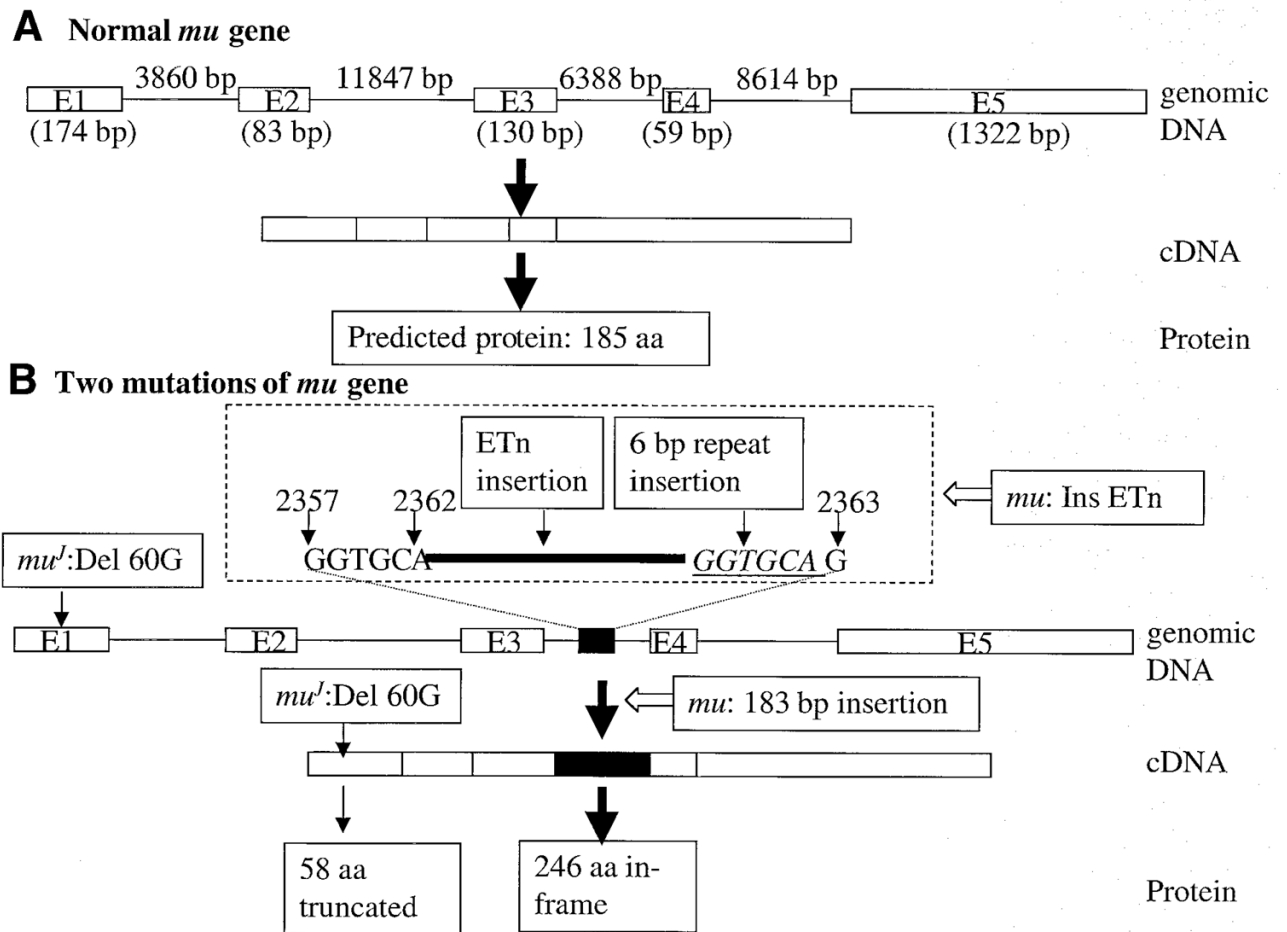 A Normal mu gene
3860 bp 11847 bp 6388 bp 8614 bp
E1 E2 E3 E4 E5 genomic DNA
(174 bp) (83 bp) (130 bp) (59 bp) (1322 bp)
cDNA
Predicted protein: 185 aa Protein
B Two mutations of mu gene
ETn insertion
6 bp repeat insertion
2357 2362 2363
mu: Ins ETn
muᴶ:Del 60G
GGTGCA GGTGCA G
E1 E2 E3 E4 E5 genomic DNA
muᴶ:Del 60G
mu: 183 bp insertion
cDNA
58 aa truncated
246 aa in-frame
Protein